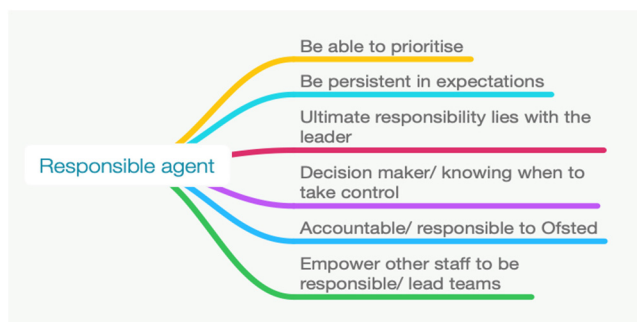 Be able to prioritise
Be persistent in expectations
Ultimate responsibility lies with the
leader
Responsible agent
Decision maker/ knowing when to
take control
Accountable/ responsible to Ofsted
Empower other staff to be
responsible/ lead teams